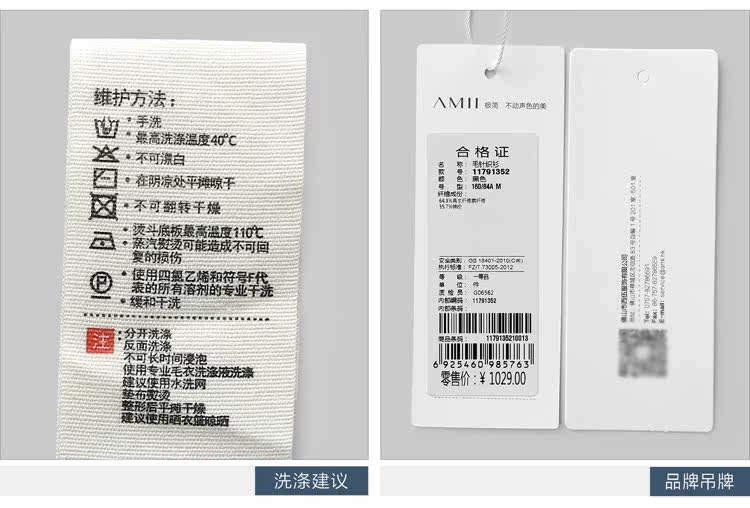 维护方法:
手洗
最高洗涤温度40℃
不可漂白
在阴凉处平摊晾干
不可翻转干燥
熨斗底板最高温度110℃
蒸汽熨烫可能造成不可回
复的损伤
使用四氯乙烯和符号F代
表的所有溶剂的专业干洗
缓和干洗
注:分开洗涤
反面洗涤
不可长时间浸泡
使用专业毛衣洗涤液洗涤
建议使用水洗网
垫布熨烫
整形后平摊干燥
建议使用晒衣篮晾晒
洗涤建议
AMII 极简 不动声色的美
合格证
名 称: 毛针织衫
款 号: 11791352
颜 色: 黑色
号 型: 160/84A M
纤维成份:
安全类别: GB 18401-2010(C类)
执行标准: FZ/T 73005-2012
等 级: 一等品
单 位: 件
质 检 员: G06562
内部编码: 11791352
内部条码:
商品条码: 1179135210013
6925460985763
零售价:¥ 1029.00
品牌吊牌